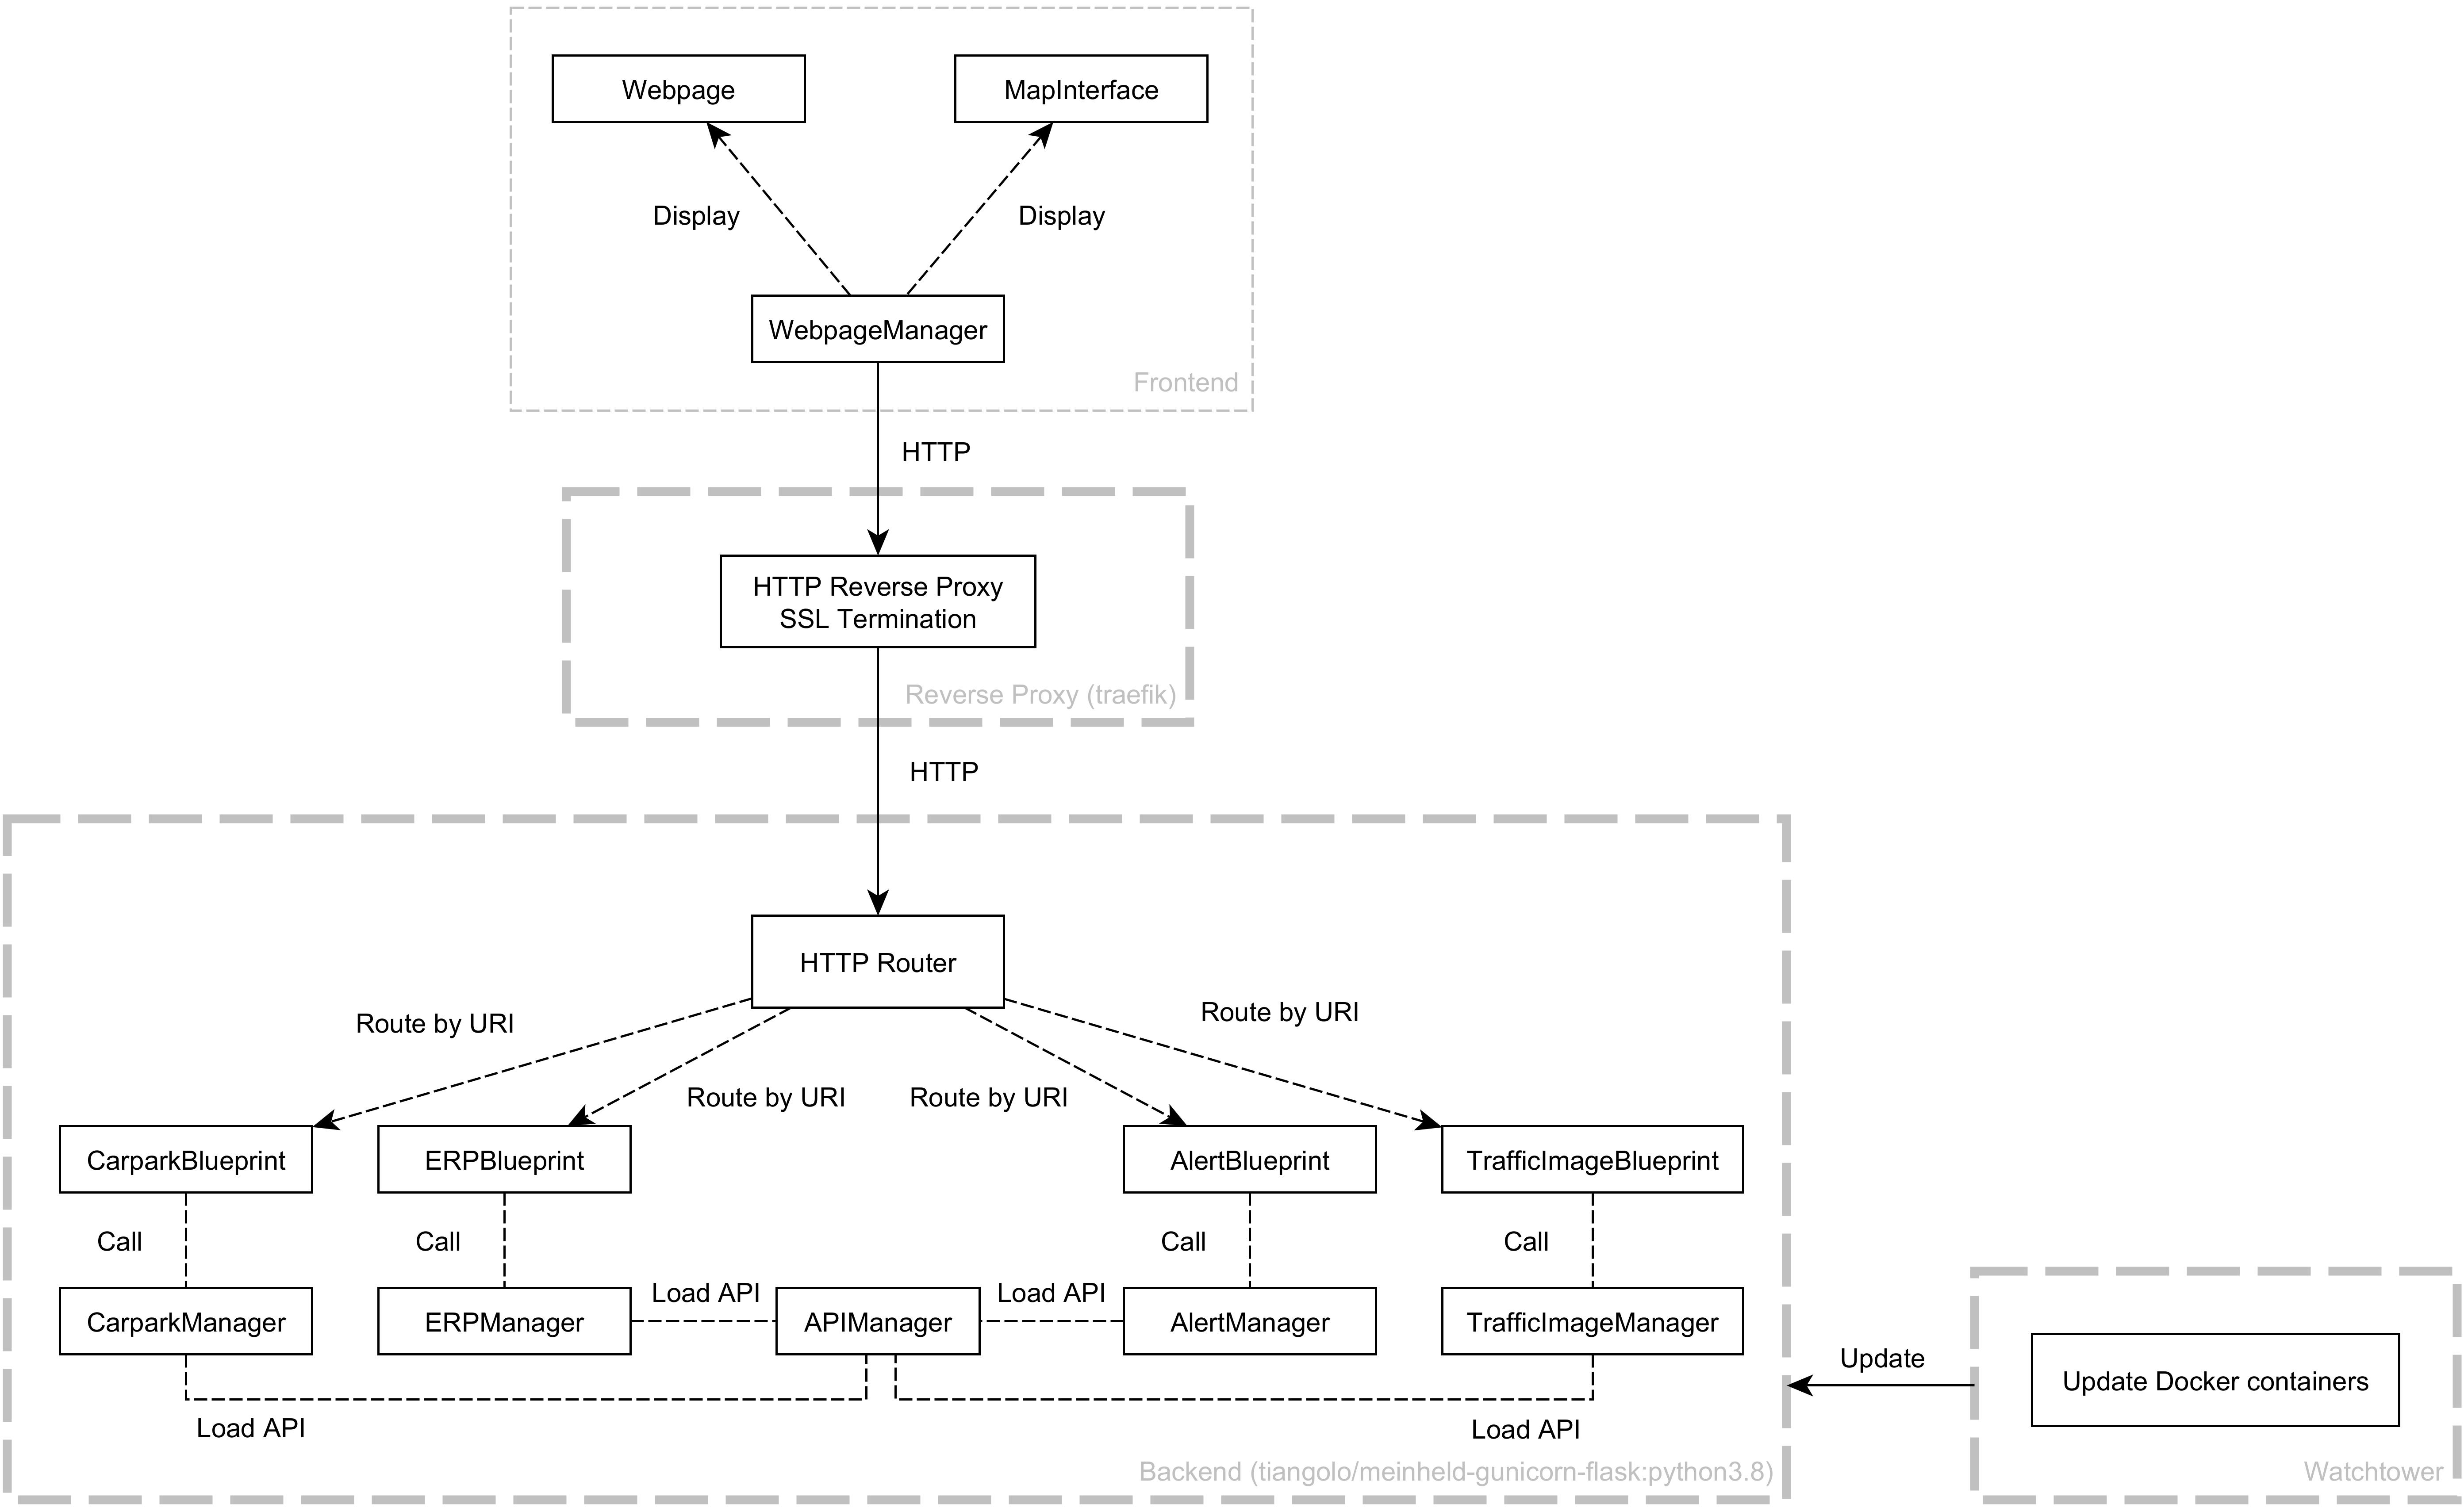 Webpage
MapInterface
Display
Display
WebpageManager
Frontend
HTTP
HTTP Reverse Proxy
SSL Termination
Reverse Proxy (traefik)
HTTP
HTTP Router
Route by URI
Route by URI
Route by URI
Route by URI
CarparkBlueprint
ERPBlueprint
AlertBlueprint
TrafficImageBlueprint
Call
Call
Call
Call
CarparkManager
ERPManager
Load API
APIManager
Load API
AlertManager
TrafficImageManager
Load API
Load API
Backend (tiangolo/meinheld-gunicorn-flask:python3.8)
Update
Update Docker containers
Watchtower